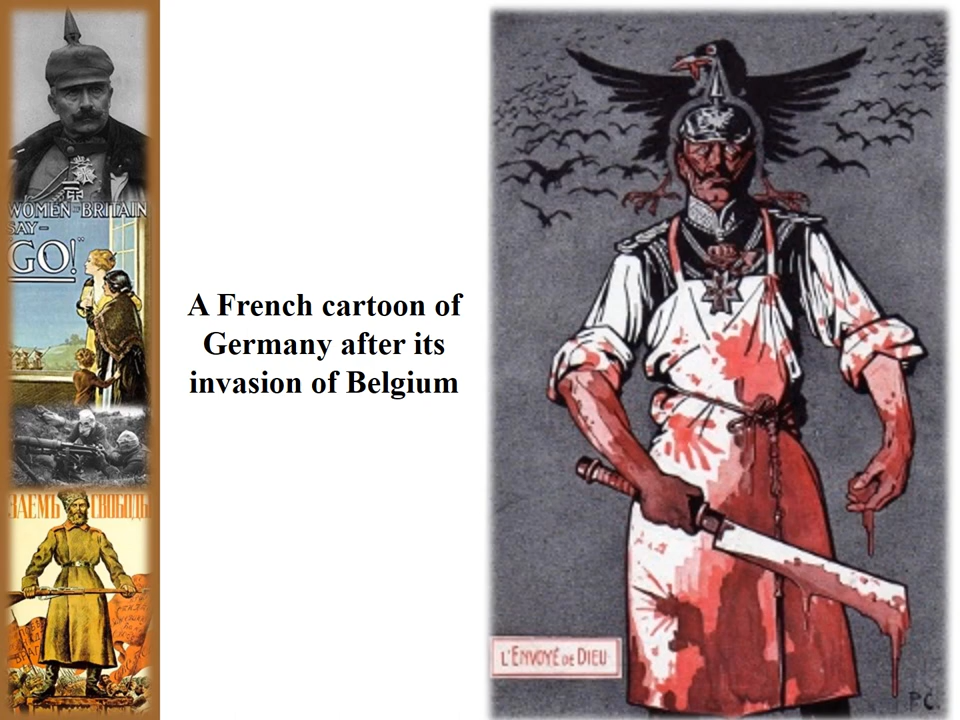 WOMEN OF BRITAIN
SAY–
"GO!"
ЗАЕМЪ СВОБОДЫ
A French cartoon of
Germany after its
invasion of Belgium
L'ENVOYÉ DE DIEU
P.C.